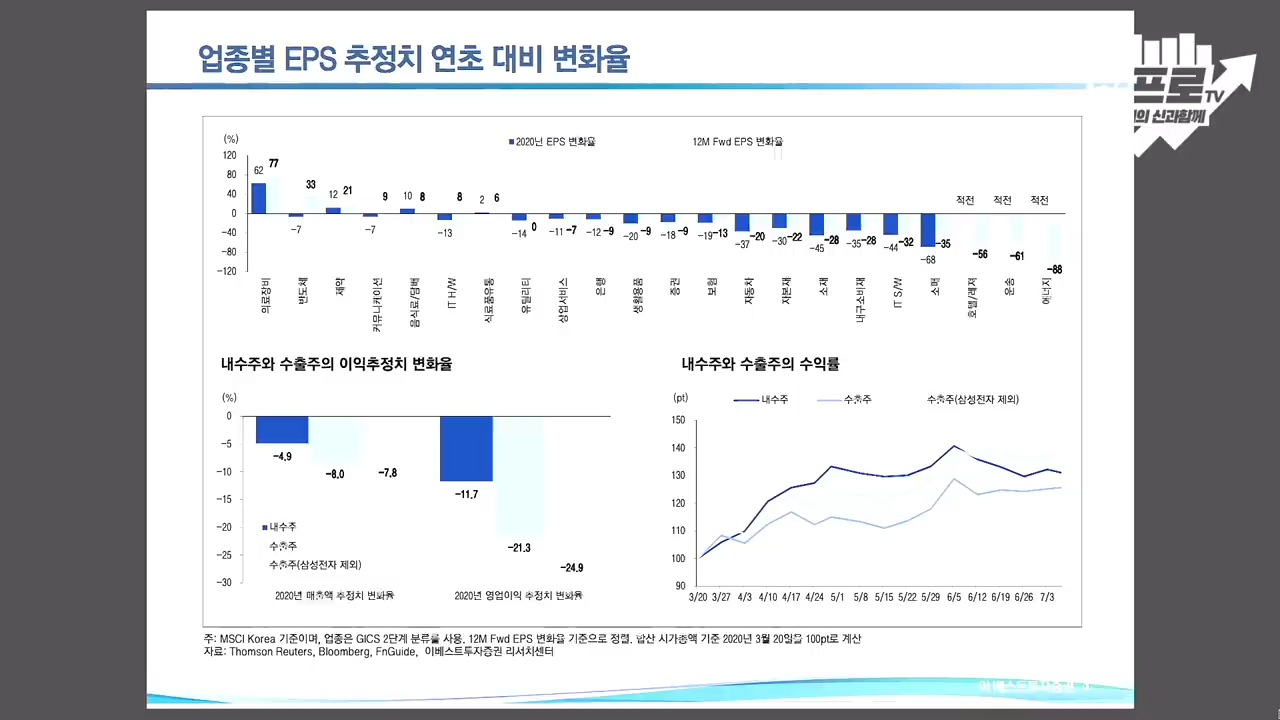 업종별 EPS 추정치 연초 대비 변화율
프로TV
의 신과함께
(%)
2020년 EPS 변화율
12M Fwd EPS 변화율
120
80
40
0
-40
-80
-120
62 77 33 12 21 9 10 8 8 2 6 0
-7 -7 -13 -14 -11 -7 -12 -9 -20 -9 -18 -9 -19 -13 -37 -20 -30 -22 -45 -28 -35 -28 -44 -32 -68 -35 -56 -61 -88
적전 적전 적전
의료장비 반도체 제약 커뮤니케이션 음식료/담배 IT H/W 식료품유통 유틸리티 상업서비스 은행 생활용품 증권 보험 자동차 자본재 소재 내구소비재 IT S/W 소매 호텔/레저 운송 에너지
내수주와 수출주의 이익추정치 변화율
(%)
0
-5
-10
-15
-20
-25
-30
-4.9
-8.0
-7.8
-11.7
-21.3
-24.9
내수주
수출주
수출주(삼성전자 제외)
2020년 매출액 추정치 변화율
2020년 영업이익 추정치 변화율
내수주와 수출주의 수익률
(pt)
내수주
수출주
수출주(삼성전자 제외)
150
140
130
120
110
100
90
3/20 3/27 4/3 4/10 4/17 4/24 5/1 5/8 5/15 5/22 5/29 6/5 6/12 6/19 6/26 7/3
주: MSCI Korea 기준이며, 업종은 GICS 2단계 분류를 사용, 12M Fwd EPS 변화율 기준으로 정렬, 합산 시가총액 기준 2020년 3월 20일을 100pt로 계산
자료: Thomson Reuters, Bloomberg, FnGuide, 이베스트투자증권 리서치센터
이베스트투자증권